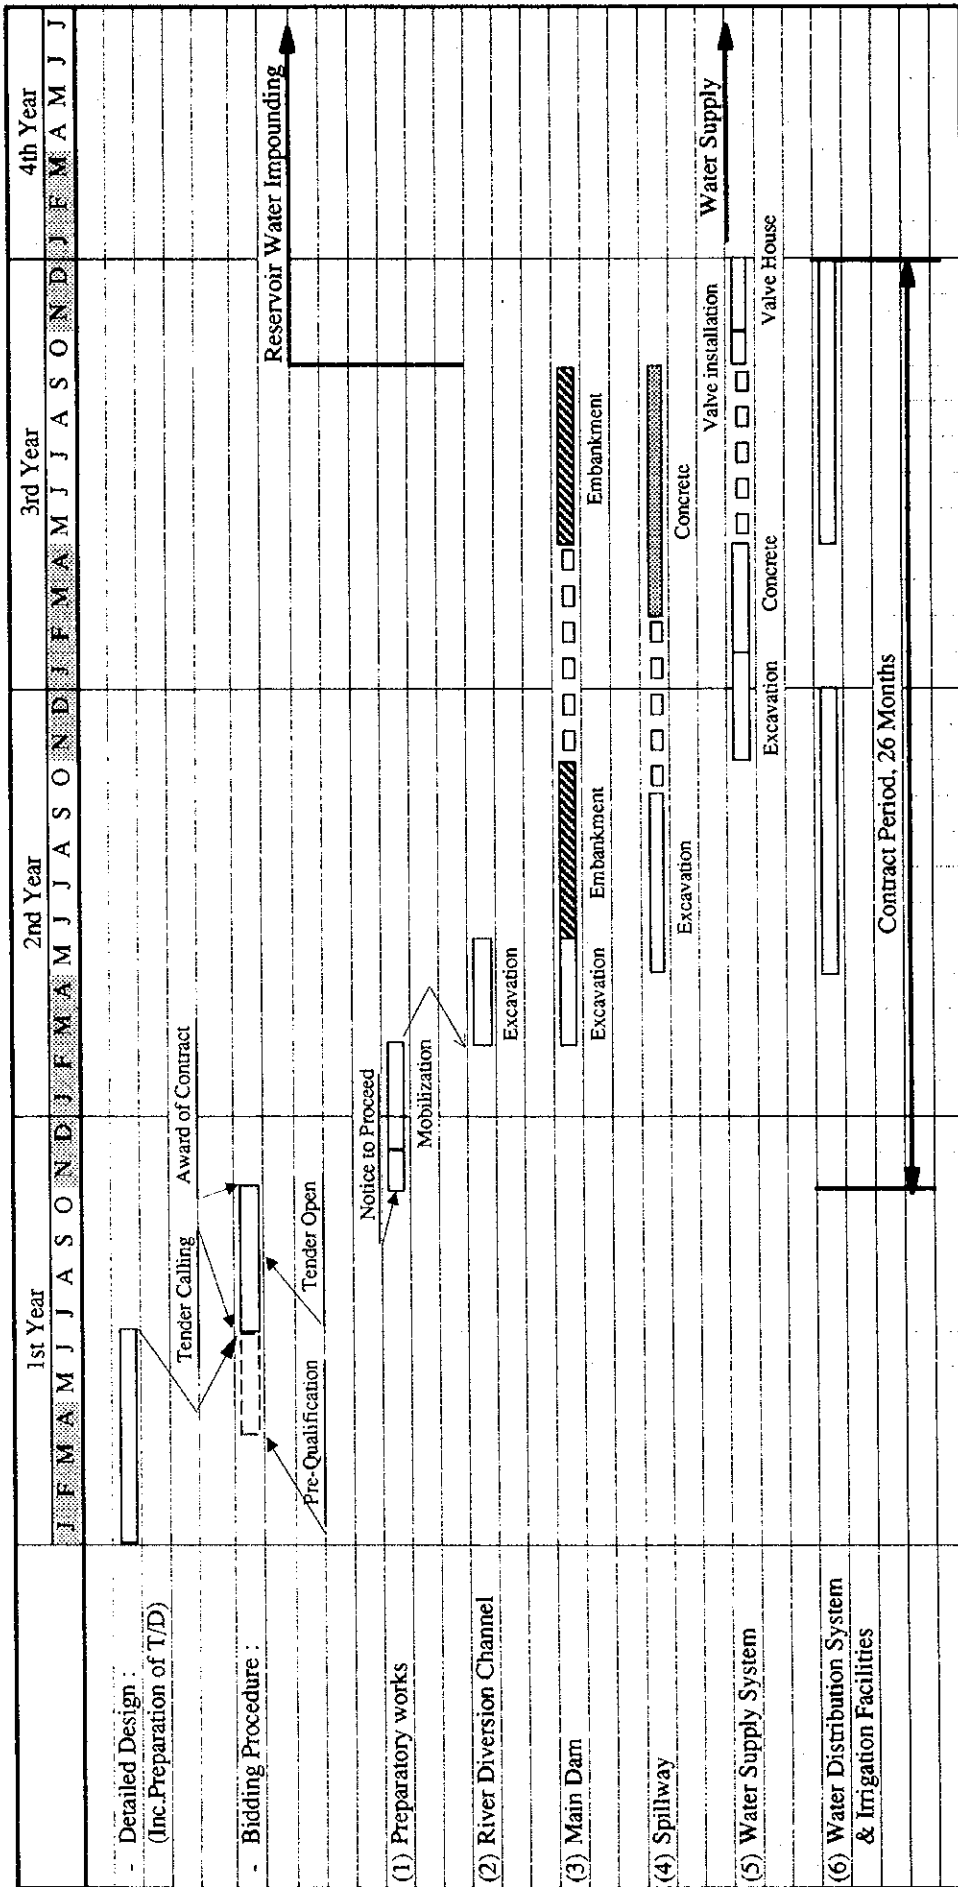 1st Year
2nd Year
3rd Year
4th Year
J F M A M J J A S O N D J F M A M J J A S O N D J F M A M J J A S O N D J F M A M J J
- Detailed Design :
(Inc.Preparation of T/D)
Tender Calling
Award of Contract
- Bidding Procedure :
Reservoir Water Impounding
Pre-Qualification
Tender Open
Notice to Proceed
(1) Preparatory works
Mobilization
(2) River Diversion Channel
Excavation
(3) Main Dam
Excavation
Embankment
Embankment
(4) Spillway
Excavation
Concrete
Valve installation
Water Supply
(5) Water Supply System
Excavation
Concrete
Valve House
(6) Water Distribution System
& Irrigation Facilities
Contract Period, 26 Months